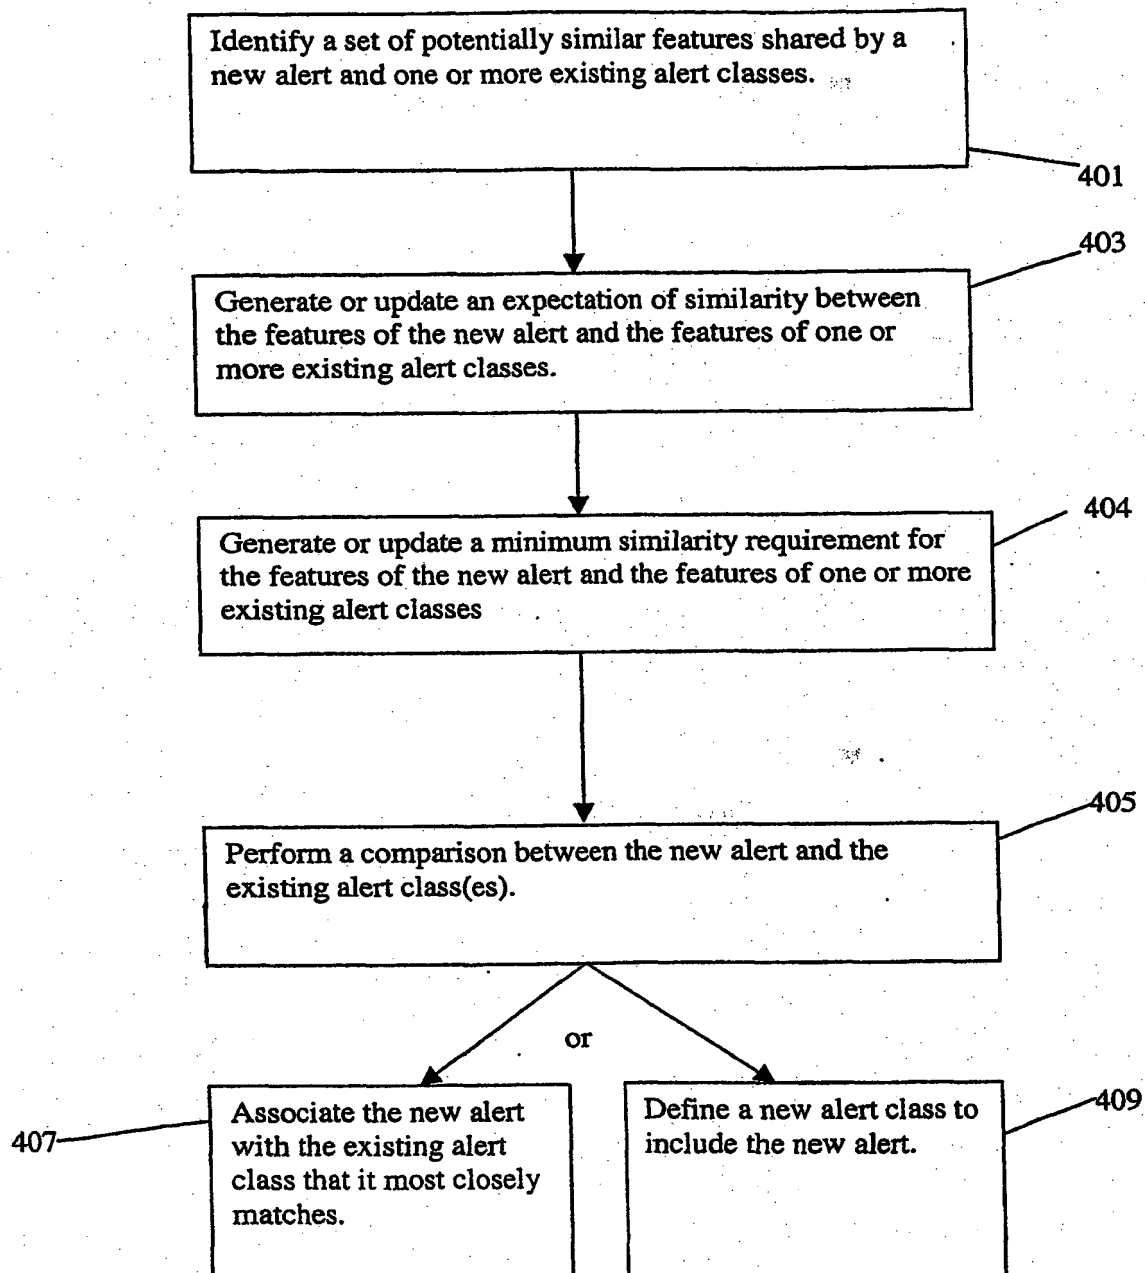 Identify a set of potentially similar features shared by a
new alert and one or more existing alert classes.
401
403
Generate or update an expectation of similarity between
the features of the new alert and the features of one or
more existing alert classes.
404
Generate or update a minimum similarity requirement for
the features of the new alert and the features of one or more
existing alert classes
405
Perform a comparison between the new alert and the
existing alert class(es).
or
407
Associate the new alert
with the existing alert
class that it most closely
matches.
Define a new alert class to
include the new alert.
409